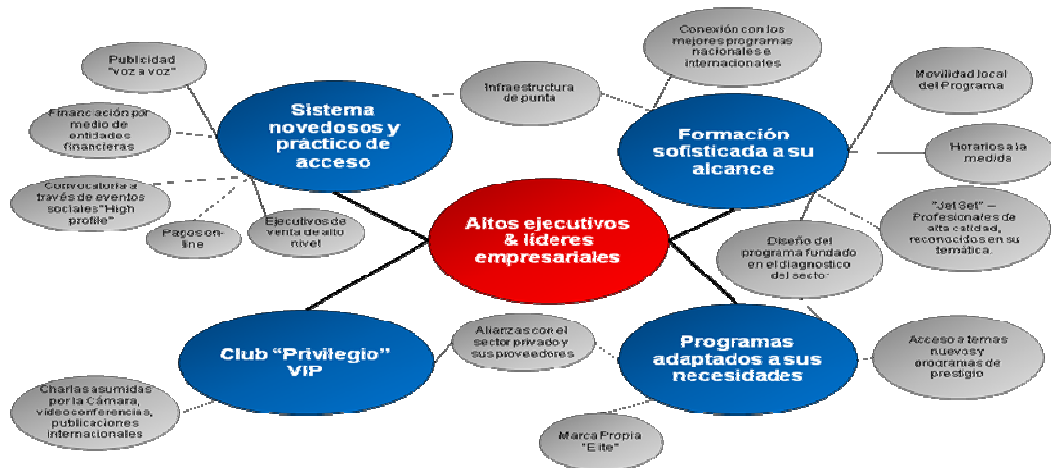 Conexión con los
mejores programas
nacionales e
internacionales
Publicidad
"voz a voz"
Infraestructura
de punta
Movilidad local
del Programa
Sistema
novedosos y
práctico de
acceso
Financiación por
medio de
entidades
financieras
Formación
sofisticada a su
alcance
Horarios a la
medida
Convocatoria a
través de eventos
sociales "High
profile"
Pagos on-
line
Ejecutivos de
venta de alto
nivel
Altos ejecutivos
& líderes
empresariales
"Jet Set" –
Profesionales de
alta calidad,
reconocidos en su
temática.
Diseño del
programa fundado
en el diagnostico
del sector
Club "Privilegio"
VIP
Alianzas con el
sector privado y
sus proveedores
Programas
adaptados a sus
necesidades
Acceso a temas
nuevos y
programas de
prestigio
Charlas asumidas
por la Cámara,
videoconferencias,
publicaciones
internacionales
Marca Propia
"Elite"